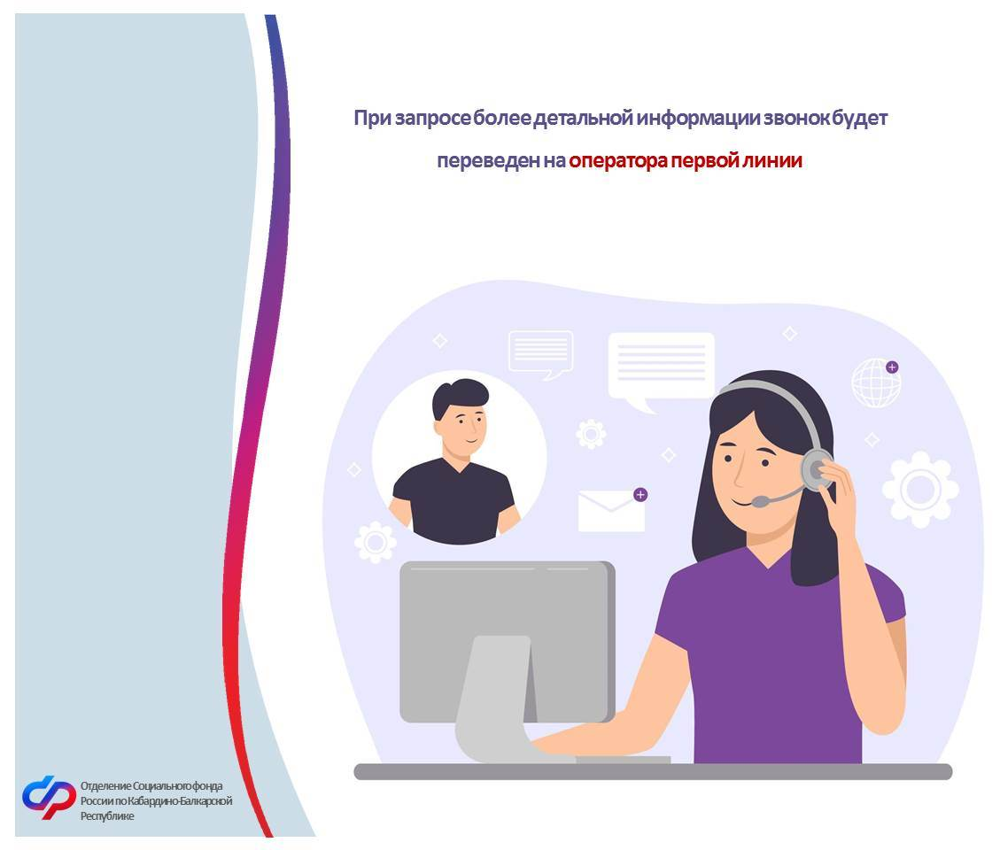 При запросе более детальной информации звонок будет
переведен на оператора первой линии
Отделение Социального фонда
России по Кабардино-Балкарской
Республике